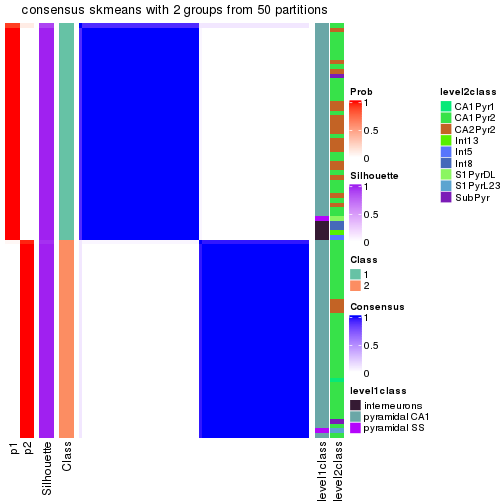 consensus skmeans with 2 groups from 50 partitions
Prob
1
0.5
0
Silhouette
1
0.5
0
Class
1
2
Consensus
1
0.5
0
level1class
interneurons
pyramidal CA1
pyramidal SS
level2class
CA1Pyr1
CA1Pyr2
CA2Pyr2
Int13
Int5
Int8
S1PyrDL
S1PyrL23
SubPyr
p1
p2
Silhouette
Class
level1class
level2class